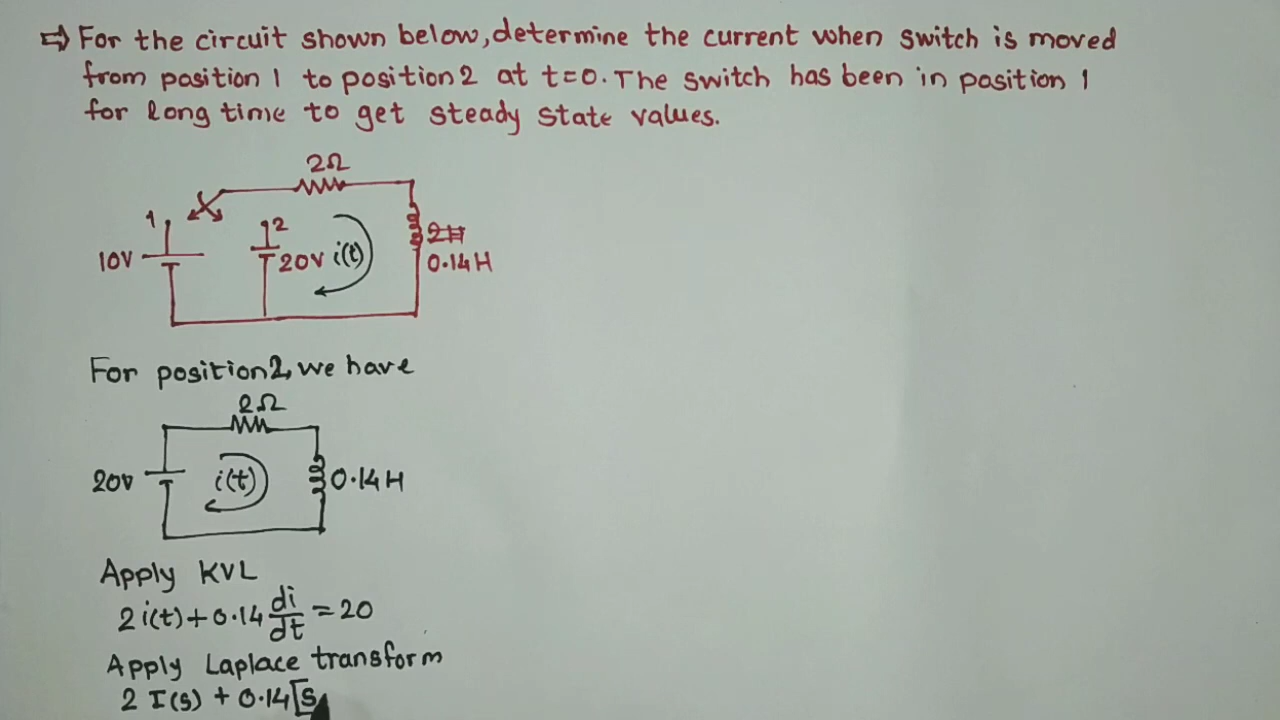 ⇒ For the circuit shown below, determine the current when switch is moved
from position 1 to position 2 at t=0. The switch has been in position 1
for long time to get steady state values.
2Ω
1
2
10V
20V i(t)
2H
0.14H
For position 2, we have
2Ω
20V
i(t)
0.14H
Apply KVL
2i(t)+0.14 di/dt = 20
Apply Laplace transform
2 I(s) + 0.14[s